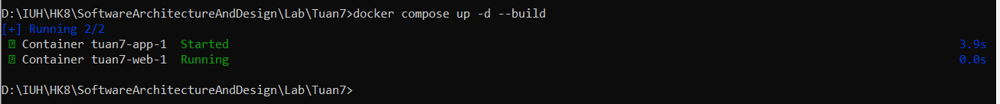 D:\IUH\HK8\SoftwareArchitectureAndDesign\Lab\Tuan7>docker compose up -d --build
[+] Running 2/2
Container tuan7-app-1 Started 3.9s
Container tuan7-web-1 Running 0.0s
D:\IUH\HK8\SoftwareArchitectureAndDesign\Lab\Tuan7>